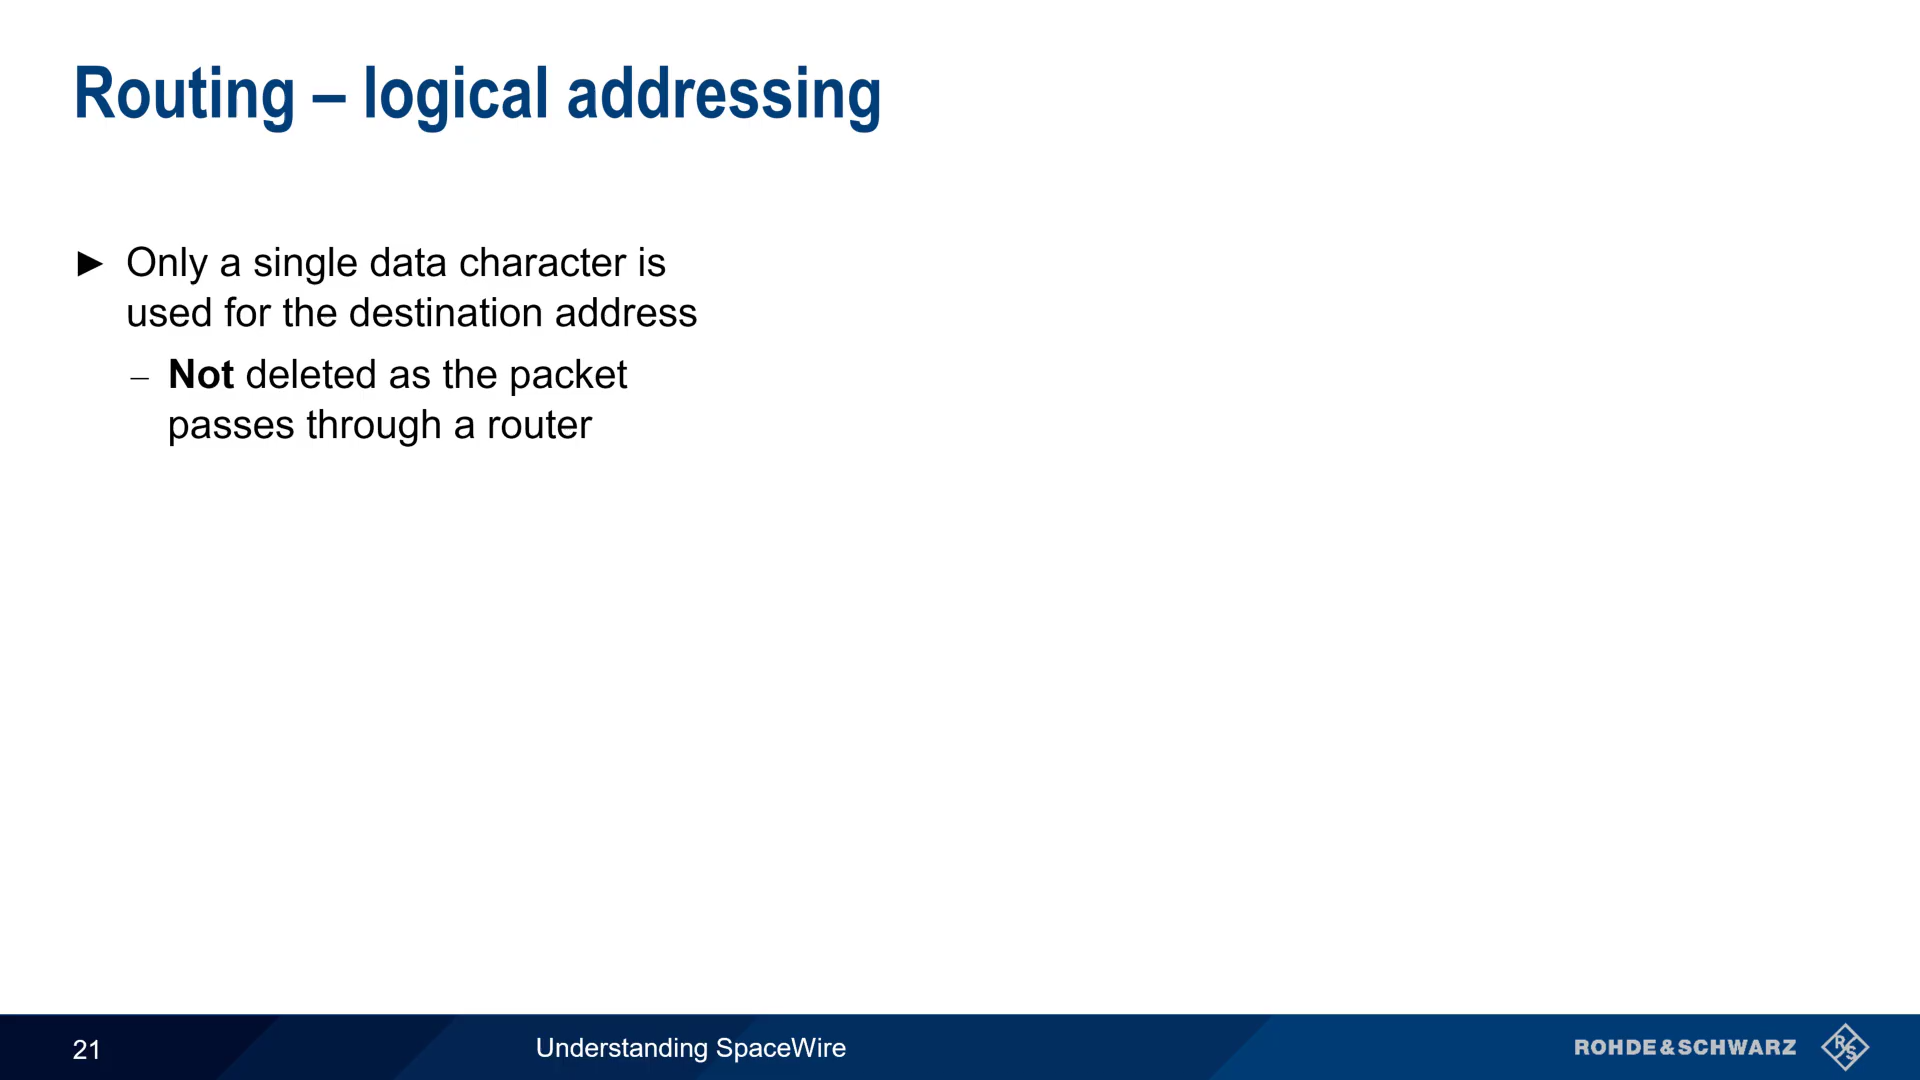 Routing – logical addressing
► Only a single data character is
used for the destination address
– Not deleted as the packet
passes through a router
21
Understanding SpaceWire
ROHDE&SCHWARZ
R&S